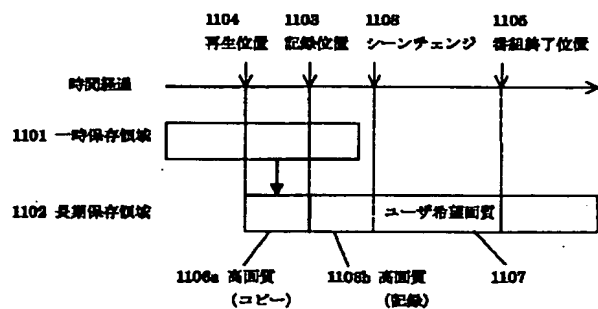 1104 1103 1108 1105
再生位置 記録位置 シーンチェンジ 番組終了位置
時間経過
1101 一時保存領域
1102 長期保存領域 ユーザ希望画質
1106a 高画質 1106b 高画質 1107
(コピー) (記録)